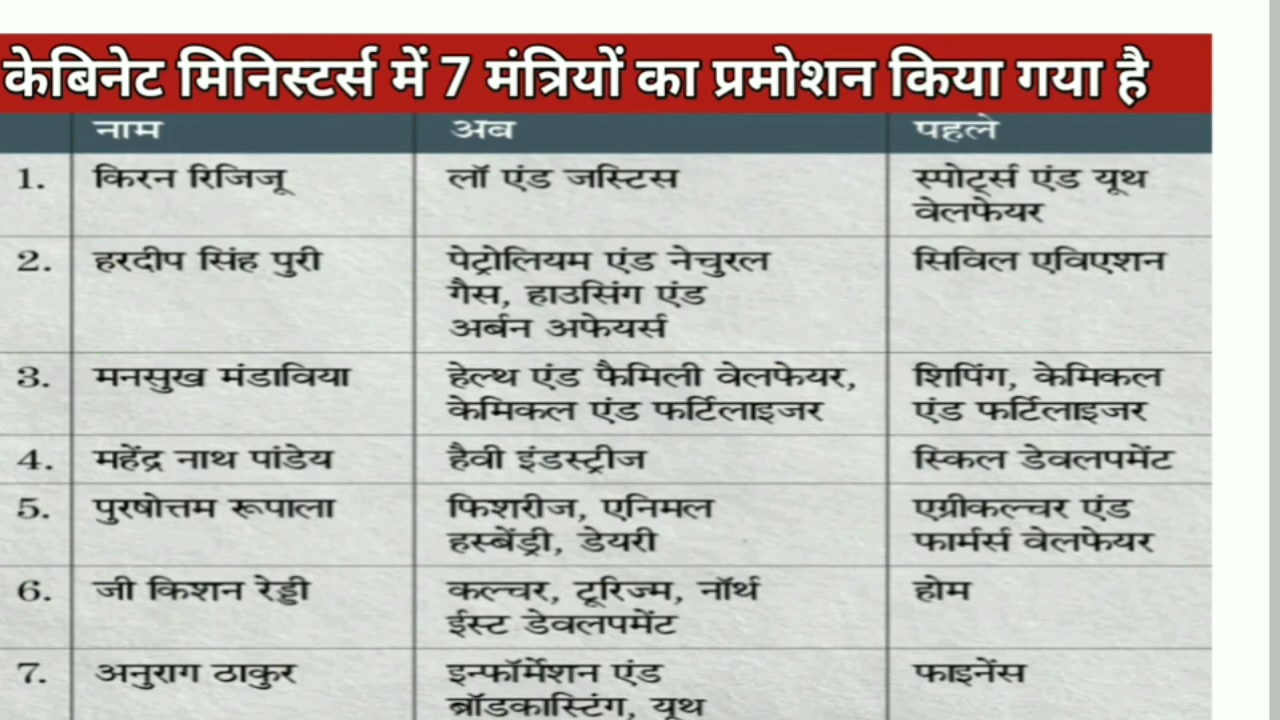 केबिनेट मिनिस्टर्स में 7 मंत्रियों का प्रमोशन किया गया है
नाम अब पहले
1. किरन रिजिजू लॉ एंड जस्टिस स्पोर्ट्स एंड यूथ
वेलफेयर
2. हरदीप सिंह पुरी पेट्रोलियम एंड नेचुरल सिविल एविएशन
गैस, हाउसिंग एंड
अर्बन अफेयर्स
3. मनसुख मंडाविया हेल्थ एंड फैमिली वेलफेयर, शिपिंग, केमिकल
केमिकल एंड फर्टिलाइजर एंड फर्टिलाइजर
4. महेंद्र नाथ पांडेय हैवी इंडस्ट्रीज स्किल डेवलपमेंट
5. पुरषोत्तम रूपाला फिशरीज, एनिमल एग्रीकल्चर एंड
हस्बेंड्री, डेयरी फार्मर्स वेलफेयर
6. जी किशन रेड्डी कल्चर, टूरिज्म, नॉर्थ होम
ईस्ट डेवलपमेंट
7. अनुराग ठाकुर इन्फॉर्मेशन एंड फाइनेंस
ब्रॉडकास्टिंग, यूथ